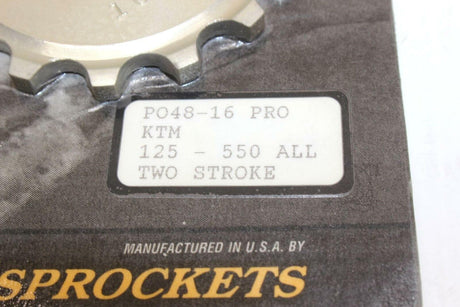 PO48-16 PRO
KTM
125 - 550 ALL
TWO STROKE
MANUFACTURED IN U.S.A. BY
SPROCKETS